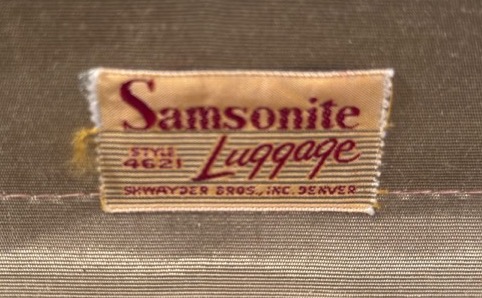 Samsonite
STYLE Luggage
4621
SHWAYDER BROS., INC. DENVER